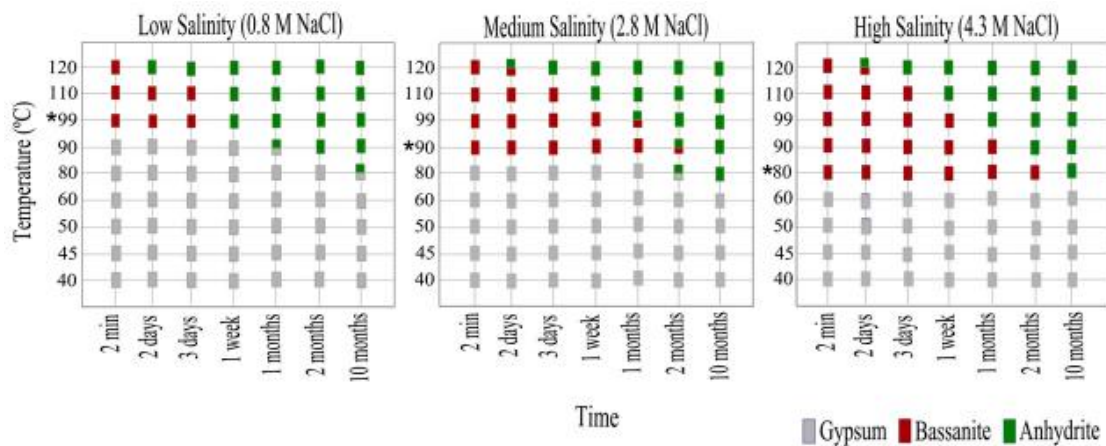 Low Salinity (0.8 M NaCl)
Medium Salinity (2.8 M NaCl)
High Salinity (4.3 M NaCl)
Temperature (ºC)
120
110
*99
90
80
60
50
45
40
2 min
2 days
3 days
1 week
1 months
2 months
10 months
120
110
99
*90
80
60
50
45
40
2 min
2 days
3 days
1 week
1 months
2 months
10 months
120
110
99
90
*80
60
50
45
40
2 min
2 days
3 days
1 week
1 months
2 months
10 months
Time
Gypsum Bassanite Anhydrite